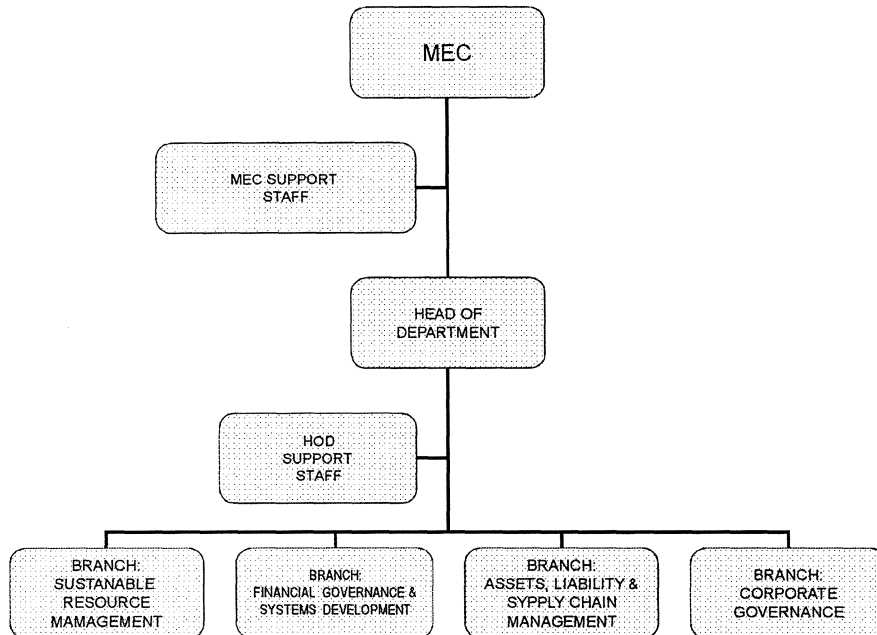 MEC
MEC SUPPORT
STAFF
HEAD OF
DEPARTMENT
HOD
SUPPORT
STAFF
BRANCH:
SUSTANABLE
RESOURCE
MAMAGEMENT
BRANCH:
FINANCIAL GOVERNANCE &
SYSTEMS DEVELOPMENT
BRANCH:
ASSETS, LIABILITY &
SYPPLY CHAIN
MANAGEMENT
BRANCH:
CORPORATE
GOVERNANCE